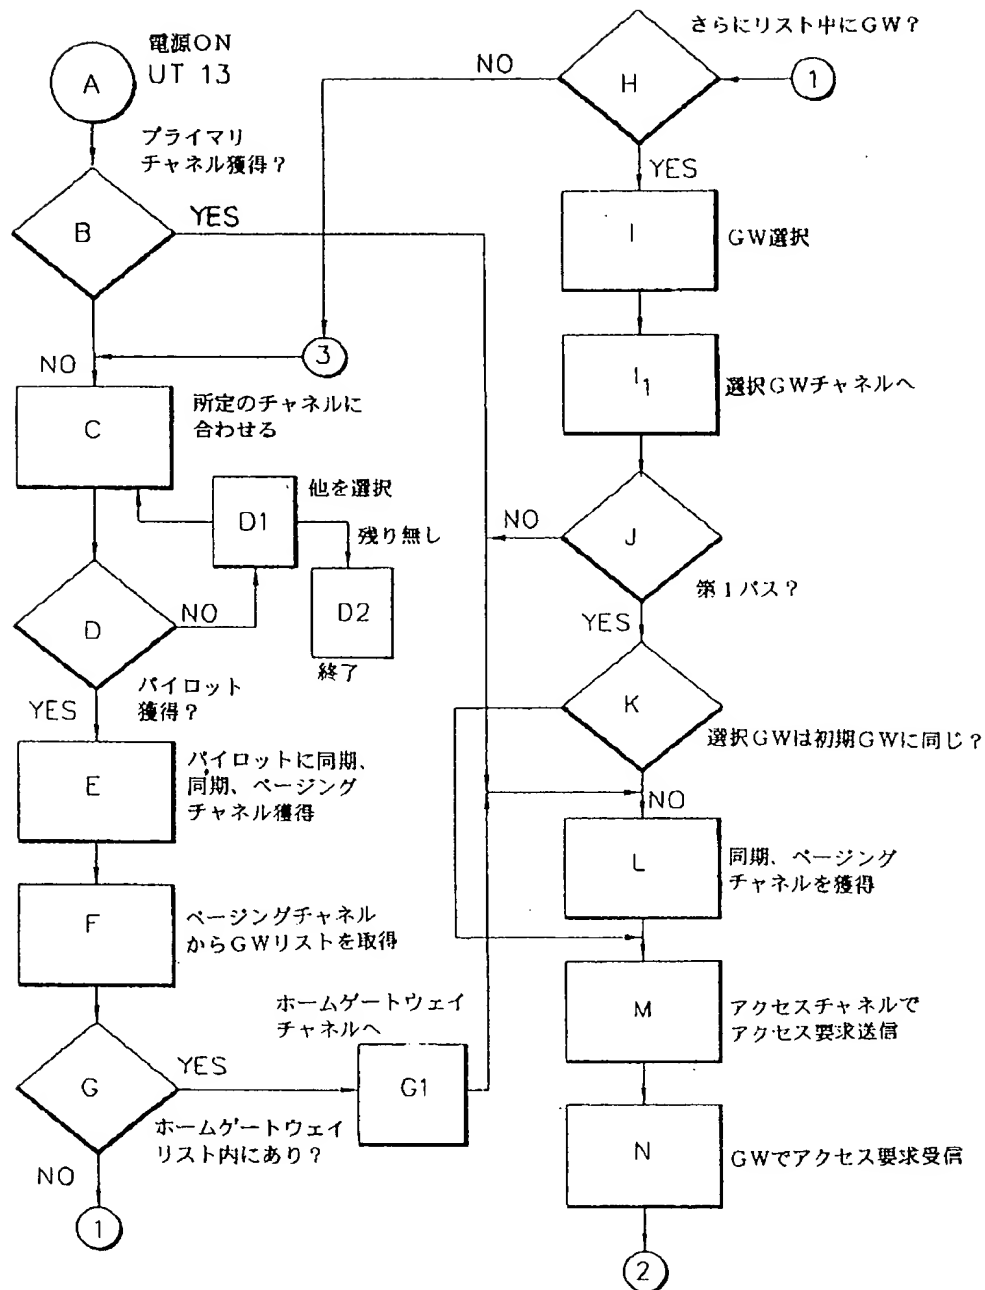 電源ON
UT 13
A
プライマリ
チャネル獲得?
B
YES
NO
3
C
所定のチャネルに
合わせる
D1
他を選択
残り無し
D2
終了
D
NO
YES
パイロット
獲得?
E
パイロットに同期、
同期、ページング
チャネル獲得
F
ページングチャネル
からGWリストを取得
G
YES
ホームゲートウェイ
チャネルへ
G1
ホームゲートウェイ
リスト内にあり?
NO
1
さらにリスト中にGW?
NO
H
1
YES
I
GW選択
I1
選択GWチャネルへ
NO
J
第1パス?
YES
K
選択GWは初期GWに同じ?
NO
L
同期、ページング
チャネルを獲得
M
アクセスチャネルで
アクセス要求送信
N
GWでアクセス要求受信
2